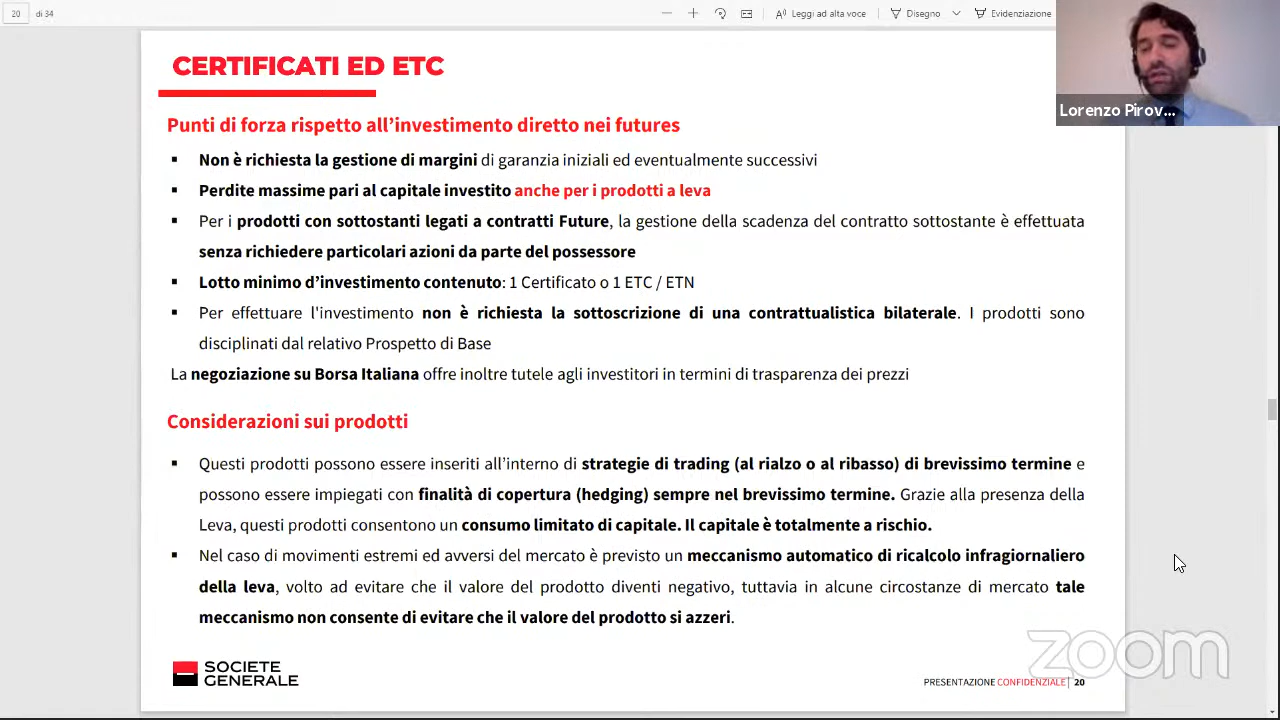 20 di 34
Leggi ad alta voce
Disegno
Evidenziazione
Lorenzo Pirov...
CERTIFICATI ED ETC
Punti di forza rispetto all'investimento diretto nei futures
▪ Non è richiesta la gestione di margini di garanzia iniziali ed eventualmente successivi
▪ Perdite massime pari al capitale investito anche per i prodotti a leva
▪ Per i prodotti con sottostanti legati a contratti Future, la gestione della scadenza del contratto sottostante è effettuata
senza richiedere particolari azioni da parte del possessore
▪ Lotto minimo d'investimento contenuto: 1 Certificato o 1 ETC / ETN
▪ Per effettuare l'investimento non è richiesta la sottoscrizione di una contrattualistica bilaterale. I prodotti sono
disciplinati dal relativo Prospetto di Base
La negoziazione su Borsa Italiana offre inoltre tutele agli investitori in termini di trasparenza dei prezzi
Considerazioni sui prodotti
▪ Questi prodotti possono essere inseriti all'interno di strategie di trading (al rialzo o al ribasso) di brevissimo termine e
possono essere impiegati con finalità di copertura (hedging) sempre nel brevissimo termine. Grazie alla presenza della
Leva, questi prodotti consentono un consumo limitato di capitale. Il capitale è totalmente a rischio.
▪ Nel caso di movimenti estremi ed avversi del mercato è previsto un meccanismo automatico di ricalcolo infragiornaliero
della leva, volto ad evitare che il valore del prodotto diventi negativo, tuttavia in alcune circostanze di mercato tale
meccanismo non consente di evitare che il valore del prodotto si azzeri.
SOCIETE
GENERALE
PRESENTAZIONE CONFIDENZIALE| 20
zoom